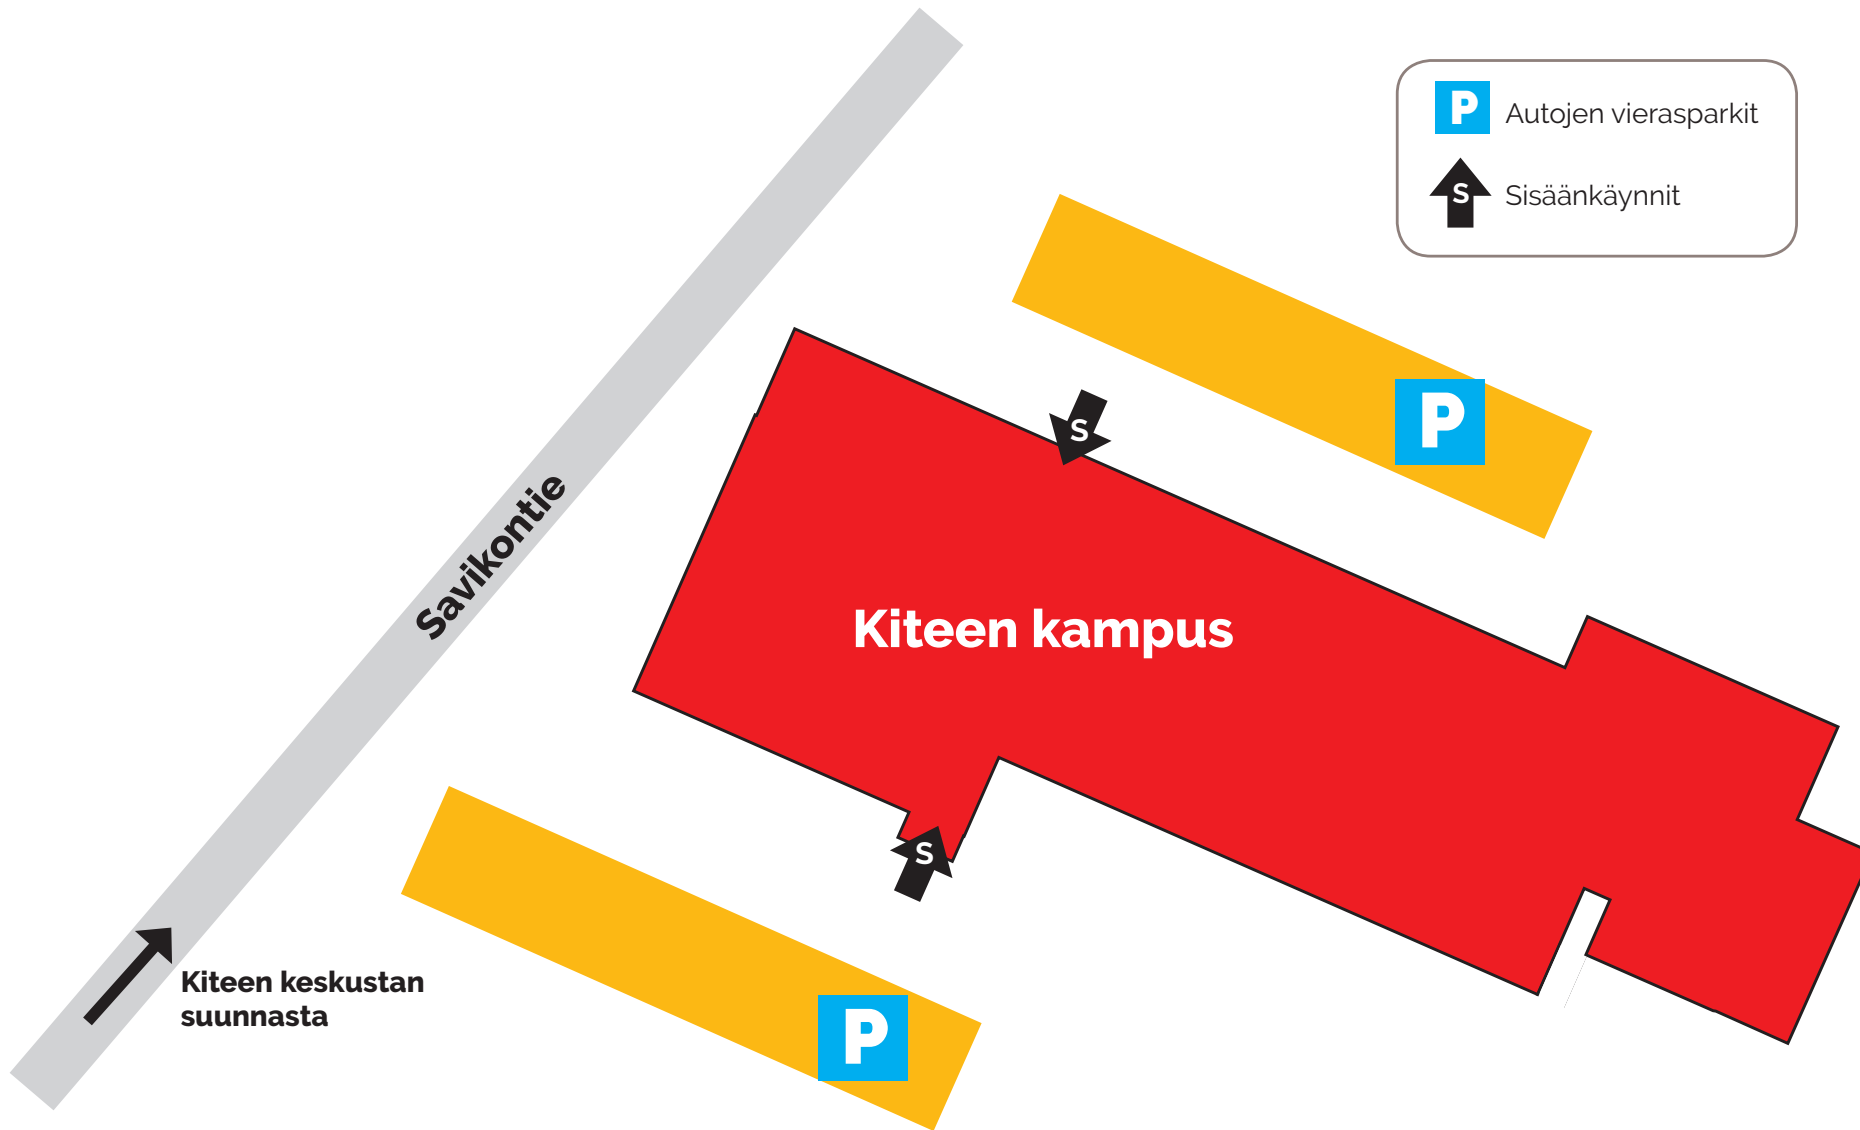 P Autojen vierasparkit
S Sisäänkäynnit
P
S
Savikontie
Kiteen kampus
S
Kiteen keskustan
suunnasta
P